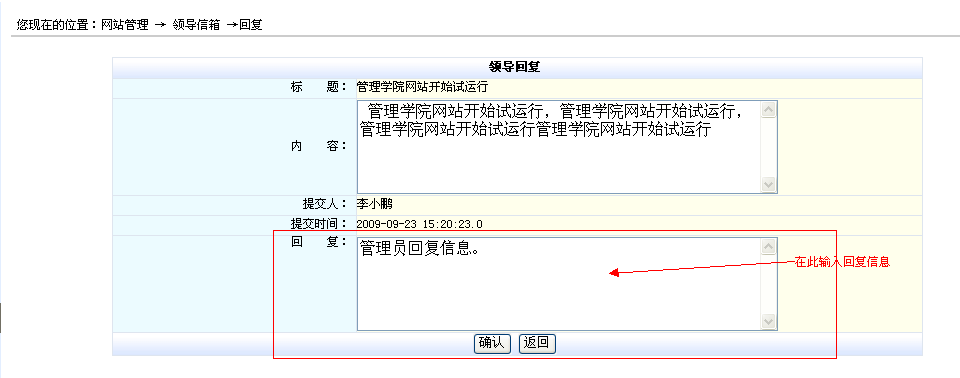 您现在的位置：网站管理 → 领导信箱 →回复
领导回复
标　　题： 管理学院网站开始试运行
内　　容：
管理学院网站开始试运行，管理学院网站开始试运行，
管理学院网站开始试运行管理学院网站开始试运行
提交人： 李小鹏
提交时间： 2009-09-23 15:20:23.0
回　　复：
管理员回复信息。
在此输入回复信息
确认 返回